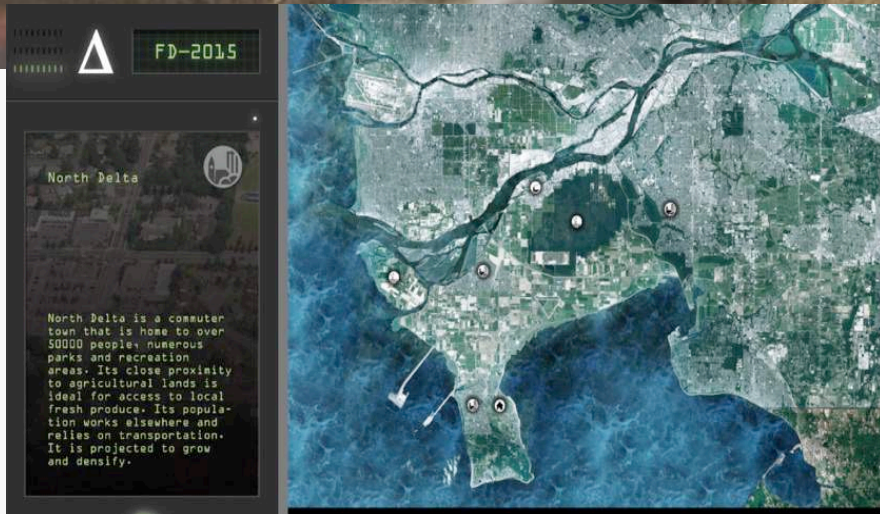 Δ
FD-2015
North Delta
North Delta is a commuter
town that is home to over
50000 people, numerous
parks and recreation
areas. Its close proximity
to agricultural lands is
ideal for access to local
fresh produce. Its popula-
tion works elsewhere and
relies on transportation.
It is projected to grow
and densify.